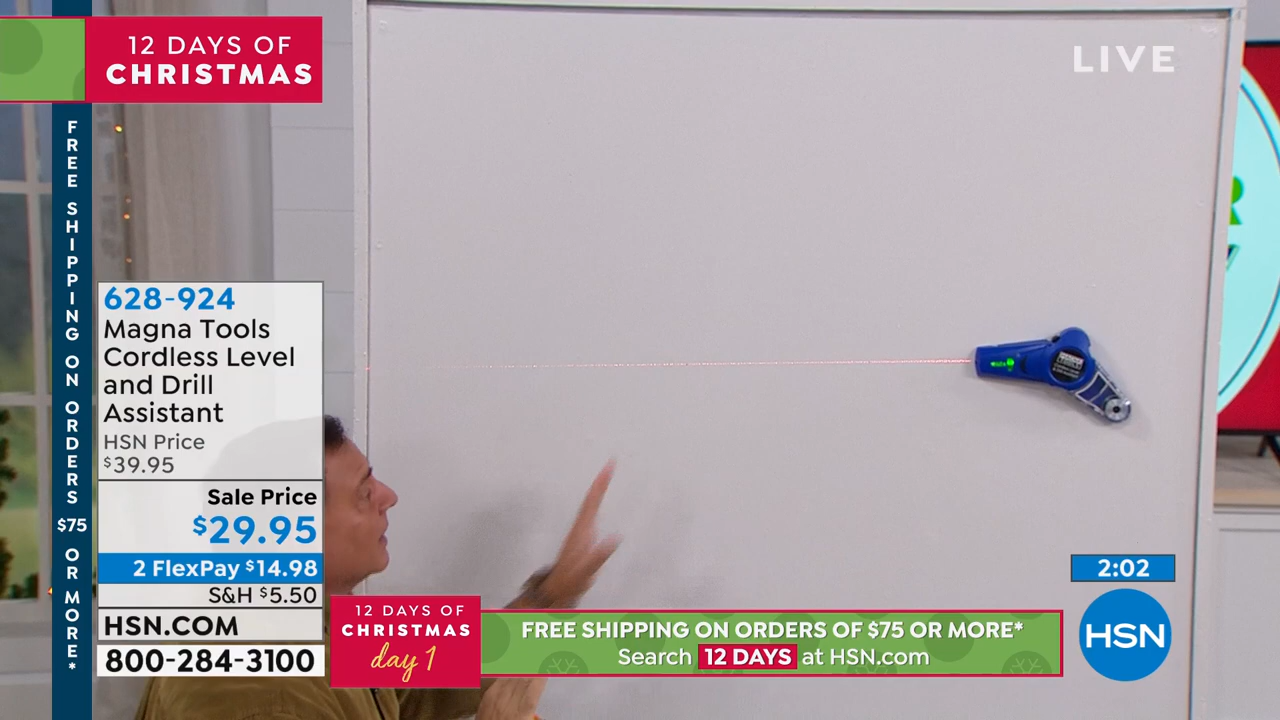 12 DAYS OF
CHRISTMAS
LIVE
FREE SHIPPING ON ORDERS $75 OR MORE*
628-924
Magna Tools
Cordless Level
and Drill
Assistant
HSN Price
$39.95
Sale Price
$29.95
2 FlexPay $14.98
S&H $5.50
HSN.COM
800-284-3100
12 DAYS OF
CHRISTMAS
day 1
FREE SHIPPING ON ORDERS OF $75 OR MORE*
Search 12 DAYS at HSN.com
2:02
HSN